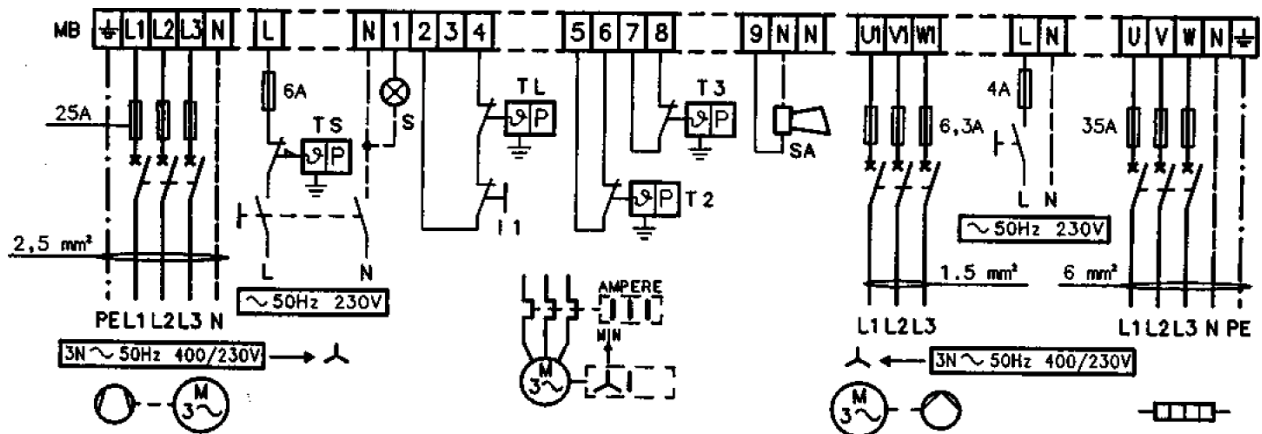 MB L1 L2 L3 N L N 1 2 3 4 5 6 7 8 9 N N U1 V1 W1 L N U V W N
6A TL T3 4A
25A TS S ϑ P ϑ P SA 6,3A 35A
ϑ P
ϑ P T2
I1 L N
~ 50Hz 230V
2,5 mm²
L N
1.5 mm² 6 mm²
~ 50Hz 230V
AMPERE
PE L1 L2 L3 N
MIN
L1 L2 L3 L1 L2 L3 N PE
3N ~ 50Hz 400/230V
3N ~ 50Hz 400/230V
M 3~
M 3~
M 3~